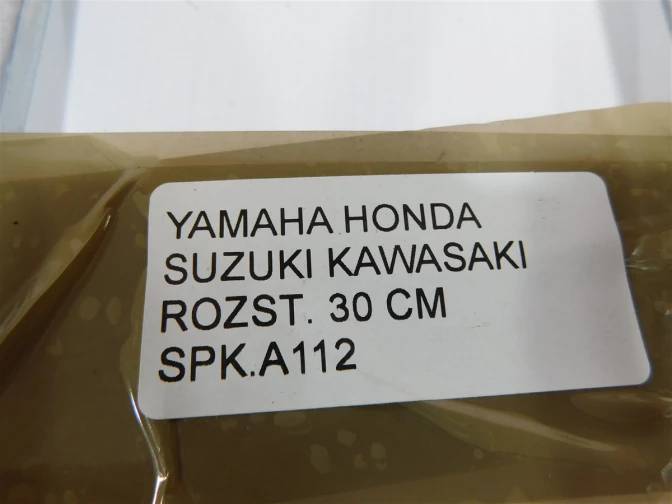 YAMAHA HONDA
SUZUKI KAWASAKI
ROZST. 30 CM
SPK.A112